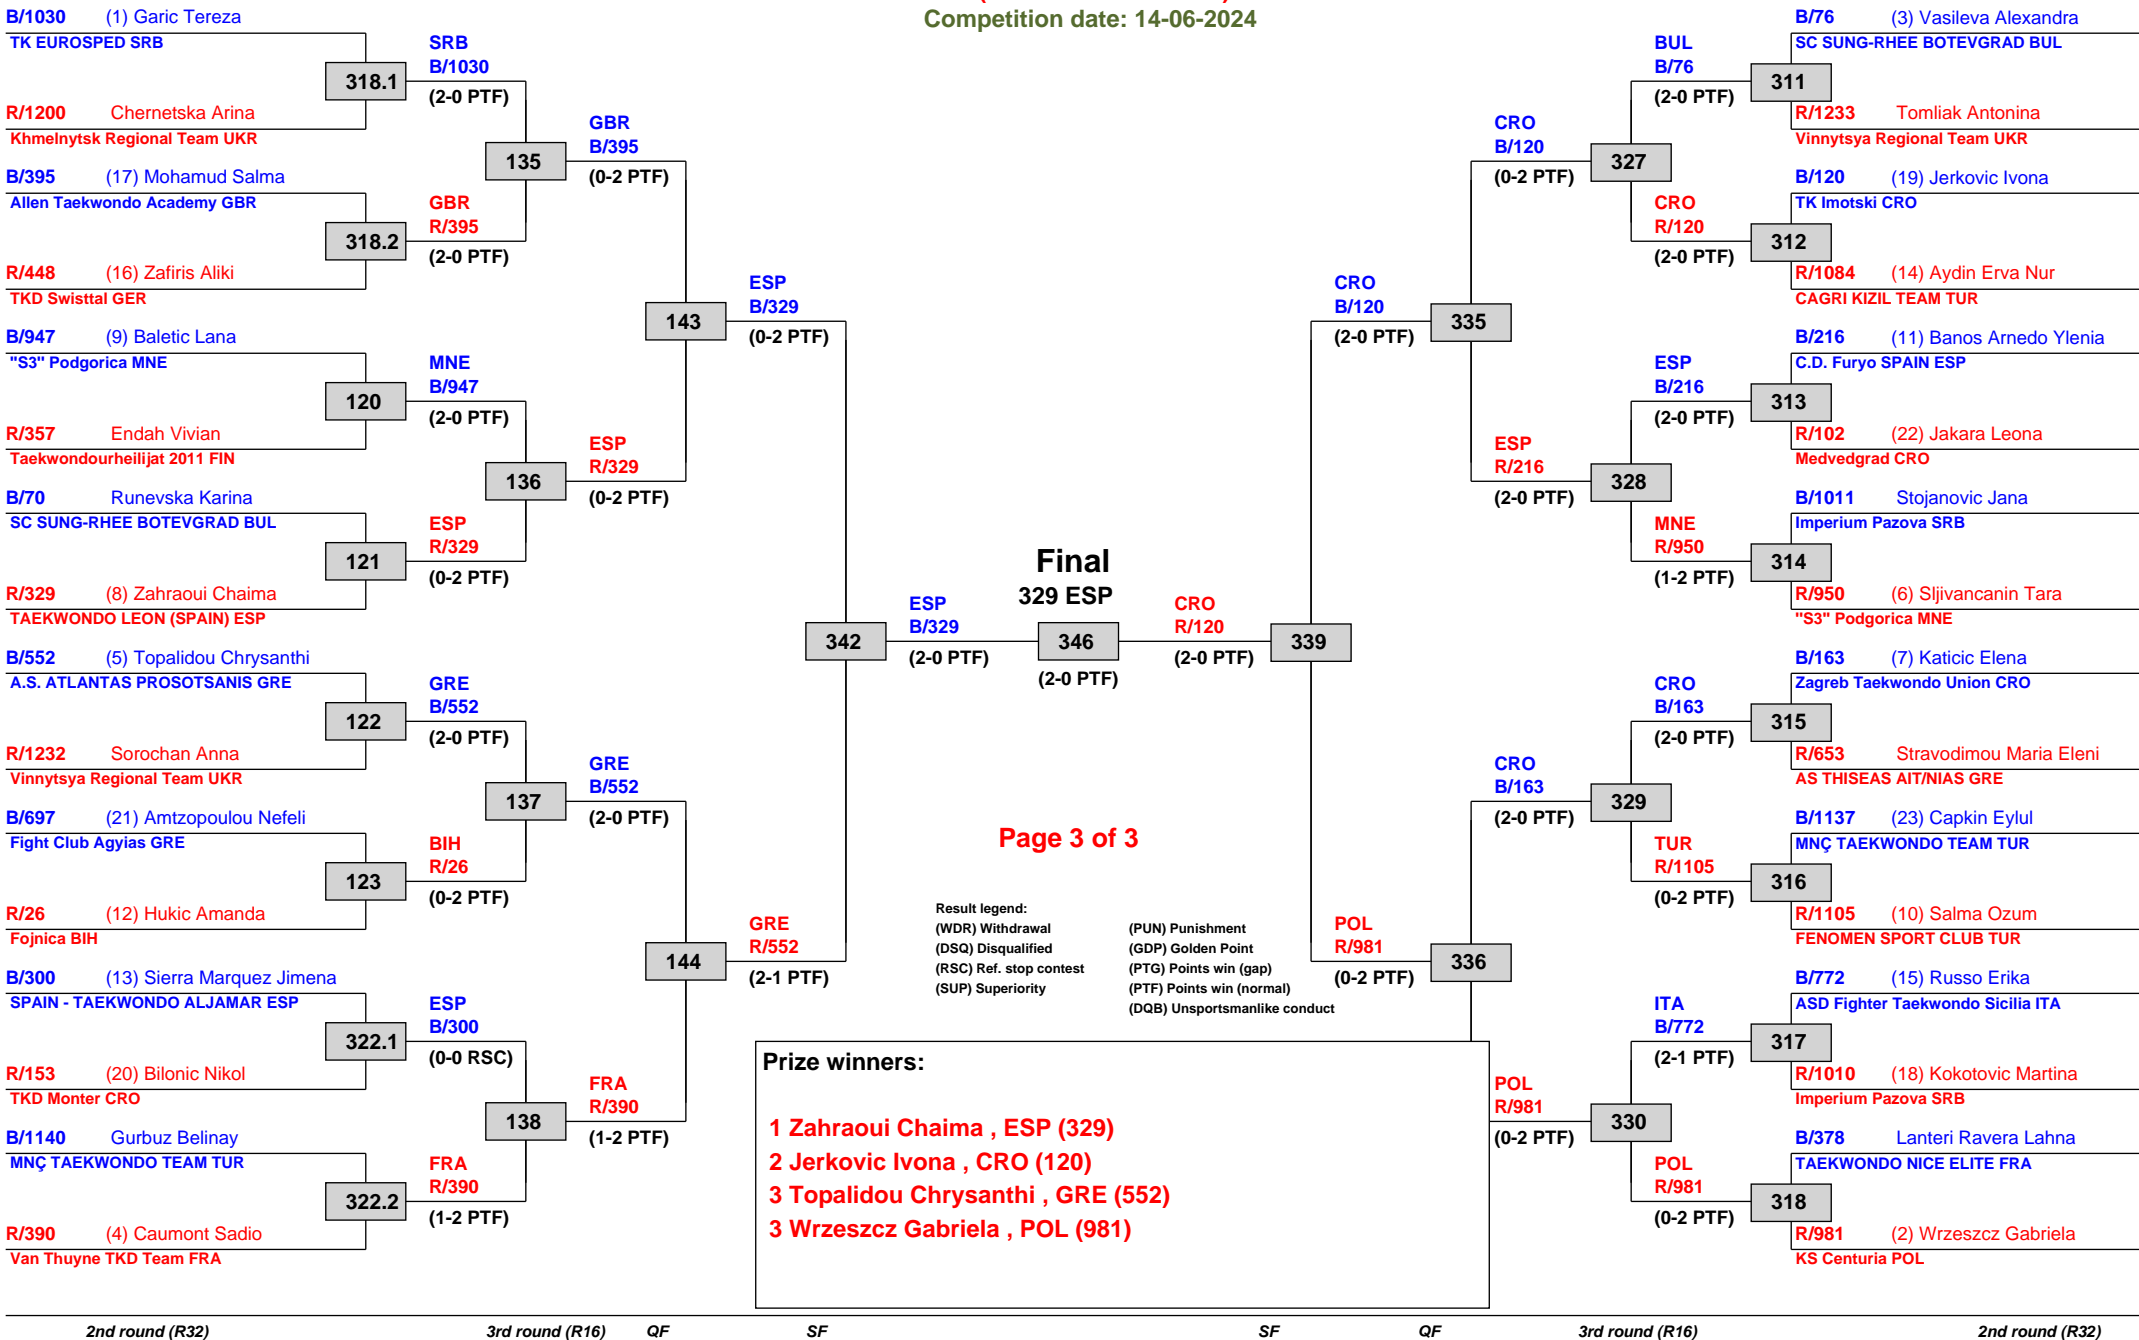 Competition date: 14-06-2024
B/1030 (1) Garic Tereza
TK EUROSPED SRB
318.1
R/1200 Chernetska Arina
Khmelnytsk Regional Team UKR
B/395 (17) Mohamud Salma
Allen Taekwondo Academy GBR
318.2
R/448 (16) Zafiris Aliki
TKD Swisttal GER
B/947 (9) Baletic Lana
"S3" Podgorica MNE
120
R/357 Endah Vivian
Taekwondourheilijat 2011 FIN
B/70 Runevska Karina
SC SUNG-RHEE BOTEVGRAD BUL
121
R/329 (8) Zahraoui Chaima
TAEKWONDO LEON (SPAIN) ESP
B/552 (5) Topalidou Chrysanthi
A.S. ATLANTAS PROSOTSANIS GRE
122
R/1232 Sorochan Anna
Vinnytsya Regional Team UKR
B/697 (21) Amtzopoulou Nefeli
Fight Club Agyias GRE
123
R/26 (12) Hukic Amanda
Fojnica BIH
B/300 (13) Sierra Marquez Jimena
SPAIN - TAEKWONDO ALJAMAR ESP
322.1
R/153 (20) Bilonic Nikol
TKD Monter CRO
B/1140 Gurbuz Belinay
MNÇ TAEKWONDO TEAM TUR
322.2
R/390 (4) Caumont Sadio
Van Thuyne TKD Team FRA
SRB
B/1030
(2-0 PTF)
135
GBR
R/395
(2-0 PTF)
MNE
B/947
(2-0 PTF)
136
ESP
R/329
(0-2 PTF)
GRE
B/552
(2-0 PTF)
137
BIH
R/26
(0-2 PTF)
ESP
B/300
(0-0 RSC)
138
FRA
R/390
(1-2 PTF)
GBR
B/395
(0-2 PTF)
143
ESP
R/329
(0-2 PTF)
GRE
B/552
(2-0 PTF)
144
FRA
R/390
(1-2 PTF)
ESP
B/329
(0-2 PTF)
342
GRE
R/552
(2-1 PTF)
ESP
B/329
(2-0 PTF)
Final
329 ESP
346
(2-0 PTF)
CRO
R/120
(2-0 PTF)
339
CRO
B/120
(2-0 PTF)
335
POL
R/981
(0-2 PTF)
336
CRO
B/120
(0-2 PTF)
327
ESP
R/216
(2-0 PTF)
328
CRO
B/163
(2-0 PTF)
329
POL
R/981
(0-2 PTF)
330
BUL
B/76
(2-0 PTF)
CRO
R/120
(2-0 PTF)
ESP
B/216
(2-0 PTF)
MNE
R/950
(1-2 PTF)
CRO
B/163
(2-0 PTF)
TUR
R/1105
(0-2 PTF)
ITA
B/772
(2-1 PTF)
POL
R/981
(0-2 PTF)
B/76 (3) Vasileva Alexandra
SC SUNG-RHEE BOTEVGRAD BUL
311
R/1233 Tomliak Antonina
Vinnytsya Regional Team UKR
B/120 (19) Jerkovic Ivona
TK Imotski CRO
312
R/1084 (14) Aydin Erva Nur
CAGRI KIZIL TEAM TUR
B/216 (11) Banos Arnedo Ylenia
C.D. Furyo SPAIN ESP
313
R/102 (22) Jakara Leona
Medvedgrad CRO
B/1011 Stojanovic Jana
Imperium Pazova SRB
314
R/950 (6) Sljivancanin Tara
"S3" Podgorica MNE
B/163 (7) Katicic Elena
Zagreb Taekwondo Union CRO
315
R/653 Stravodimou Maria Eleni
AS THISEAS AIT/NIAS GRE
B/1137 (23) Capkin Eylul
MNÇ TAEKWONDO TEAM TUR
316
R/1105 (10) Salma Ozum
FENOMEN SPORT CLUB TUR
B/772 (15) Russo Erika
ASD Fighter Taekwondo Sicilia ITA
317
R/1010 (18) Kokotovic Martina
Imperium Pazova SRB
B/378 Lanteri Ravera Lahna
TAEKWONDO NICE ELITE FRA
318
R/981 (2) Wrzeszcz Gabriela
KS Centuria POL
Page 3 of 3
Result legend:
(WDR) Withdrawal (PUN) Punishment
(DSQ) Disqualified (GDP) Golden Point
(RSC) Ref. stop contest (PTG) Points win (gap)
(SUP) Superiority (PTF) Points win (normal)
(DQB) Unsportsmanlike conduct
Prize winners:
1 Zahraoui Chaima , ESP (329)
2 Jerkovic Ivona , CRO (120)
3 Topalidou Chrysanthi , GRE (552)
3 Wrzeszcz Gabriela , POL (981)
2nd round (R32) 3rd round (R16) QF SF SF QF 3rd round (R16) 2nd round (R32)